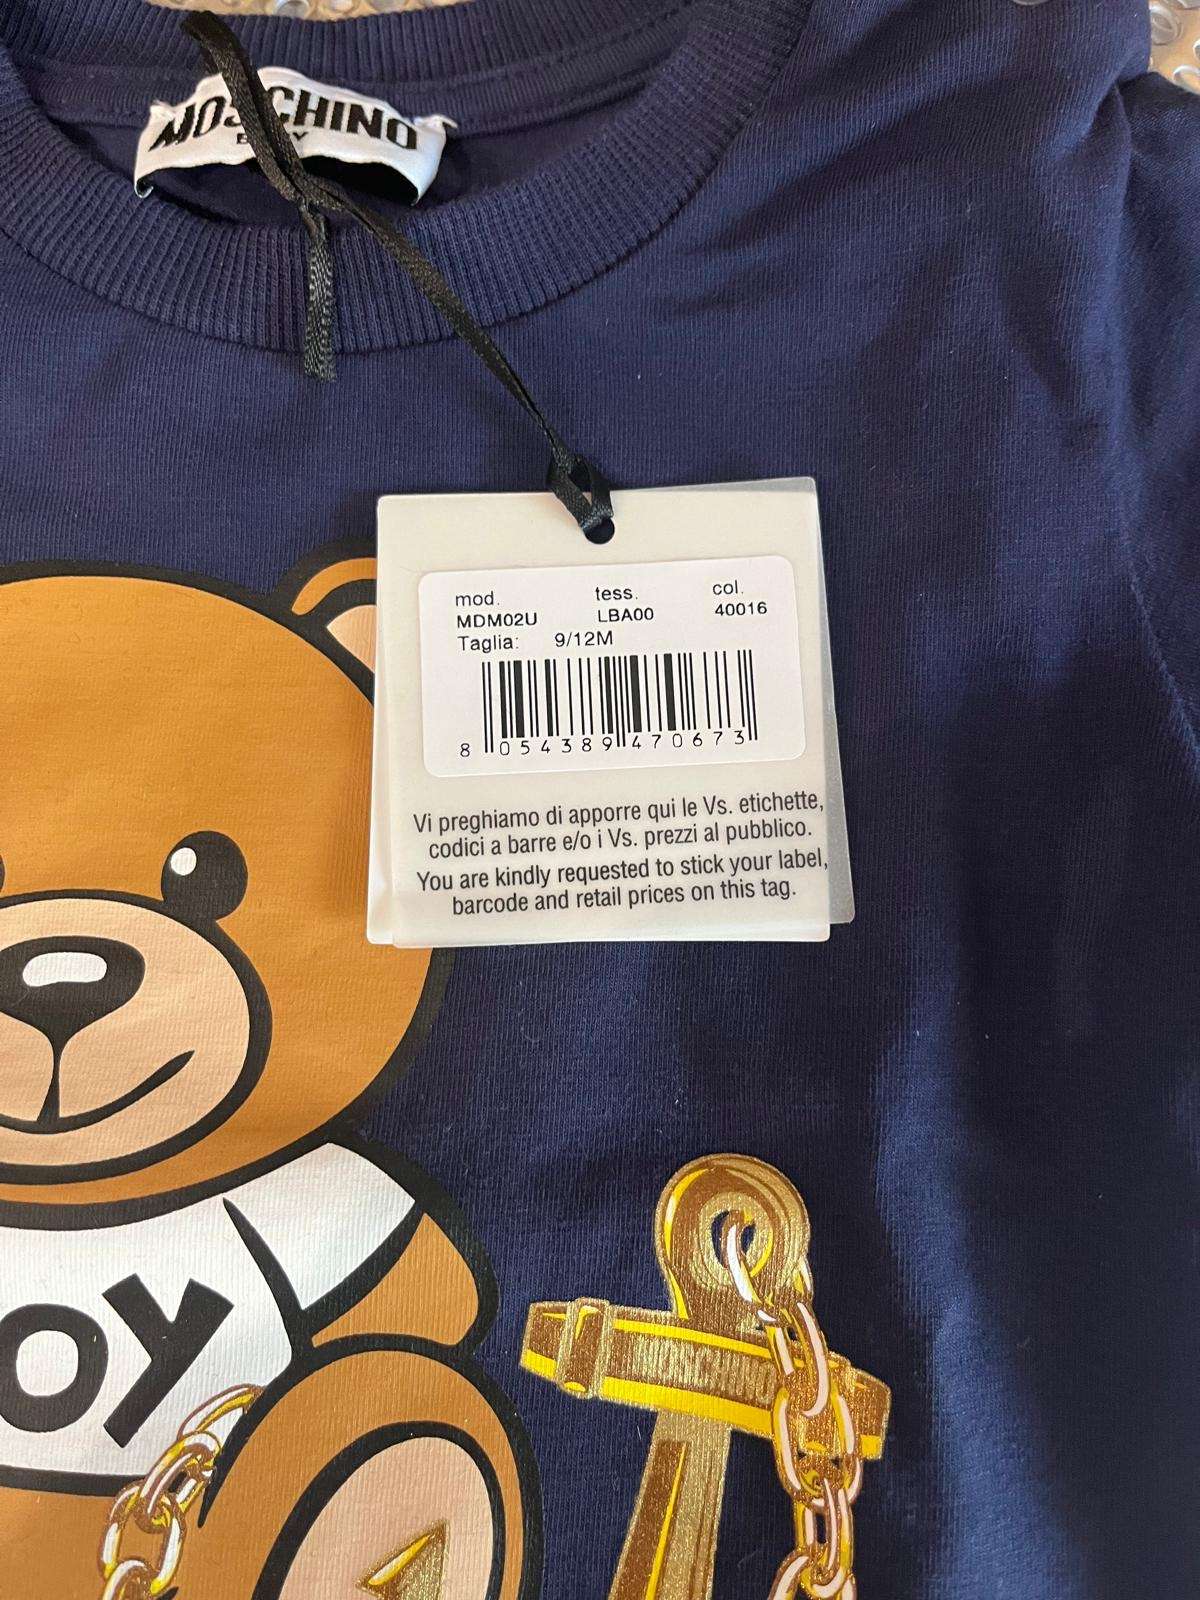 MOSCHINO
mod. tess. col.
MDM02U LBA00 40016
Taglia: 9/12M
8 054389 470673
Vi preghiamo di apporre qui le Vs. etichette,
codici a barre e/o i Vs. prezzi al pubblico.
You are kindly requested to stick your label,
barcode and retail prices on this tag.
MOSCHINO
OY